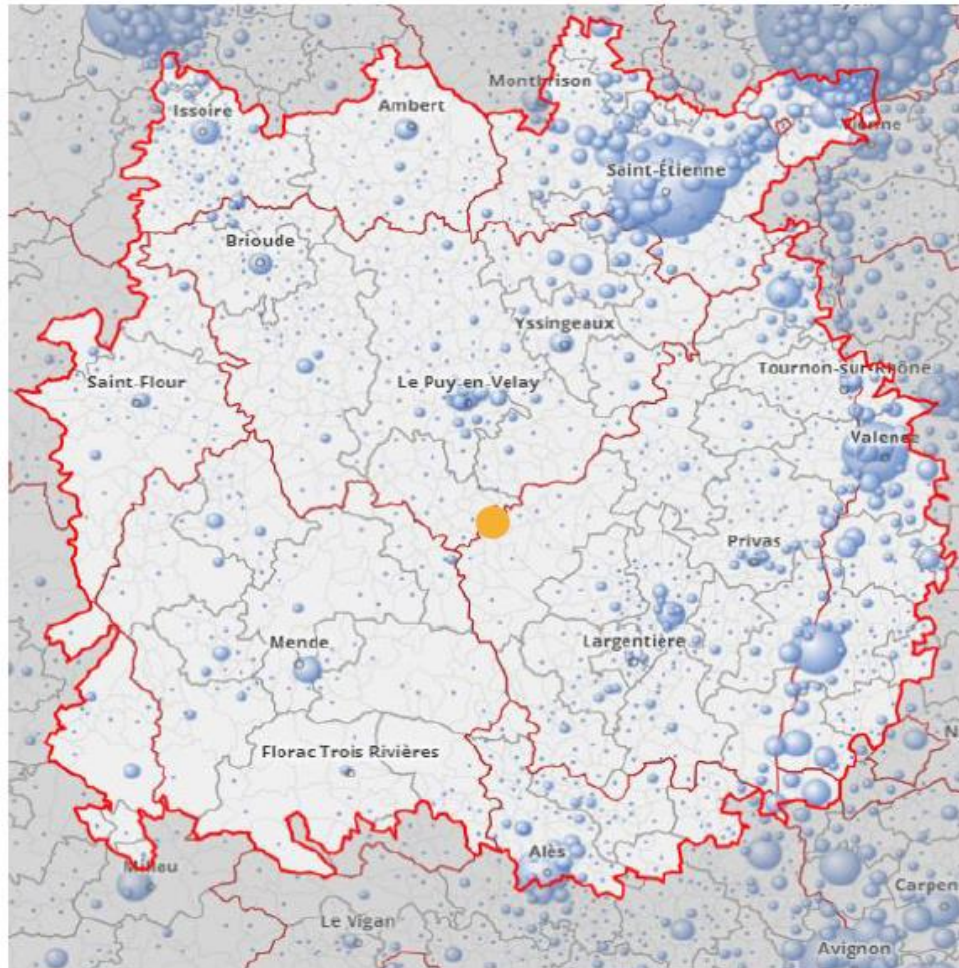 Montbrison
Issoire
Ambert
Vienne
Saint-Étienne
Brioude
Yssingeaux
Saint-Flour
Le Puy-en-Velay
Tournon-sur-Rhône
Valence
Privas
Mende
Largentière
Florac Trois Rivières
Alès
Millau
Carpen
Le Vigan
Avignon